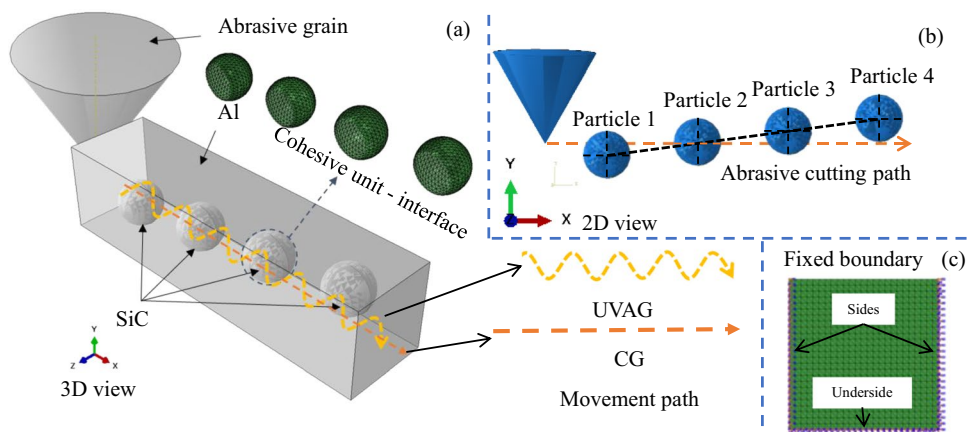 Abrasive grain
(a)
Al
Cohesive unit - interface
SiC
Y
Z
X
3D view
(b)
Particle 1
Particle 2
Particle 3
Particle 4
Abrasive cutting path
Y
X
2D view
UVAG
CG
Movement path
Fixed boundary
(c)
Sides
Underside